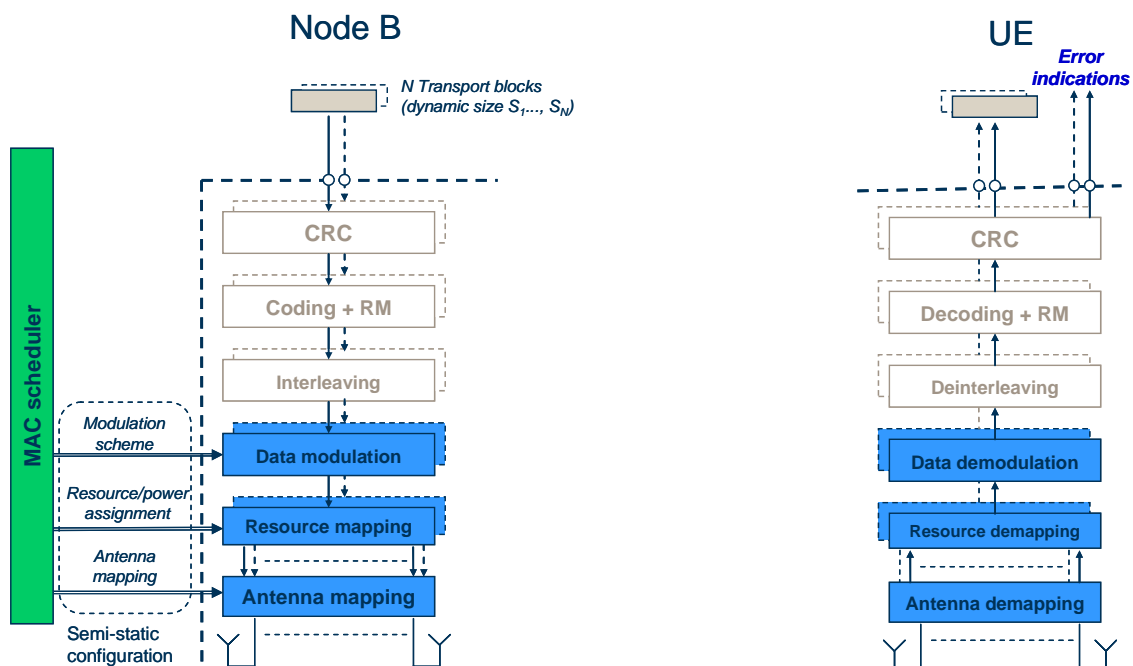 Node B
UE
N Transport blocks
(dynamic size S1..., SN)
Error
indications
MAC scheduler
CRC
Coding + RM
Interleaving
Modulation
scheme
Data modulation
Resource/power
assignment
Resource mapping
Antenna
mapping
Antenna mapping
Semi-static
configuration
CRC
Decoding + RM
Deinterleaving
Data demodulation
Resource demapping
Antenna demapping